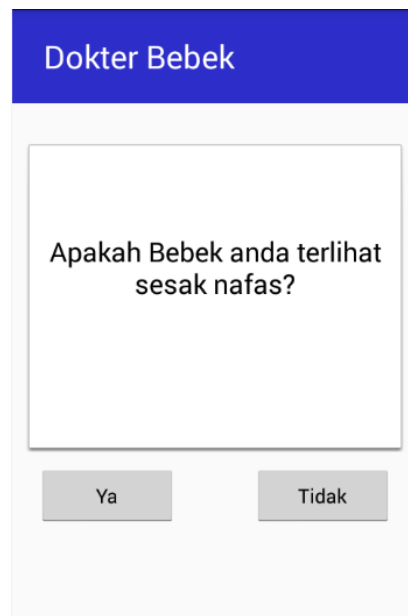 Dokter Bebek
Apakah Bebek anda terlihat
sesak nafas?
Ya
Tidak